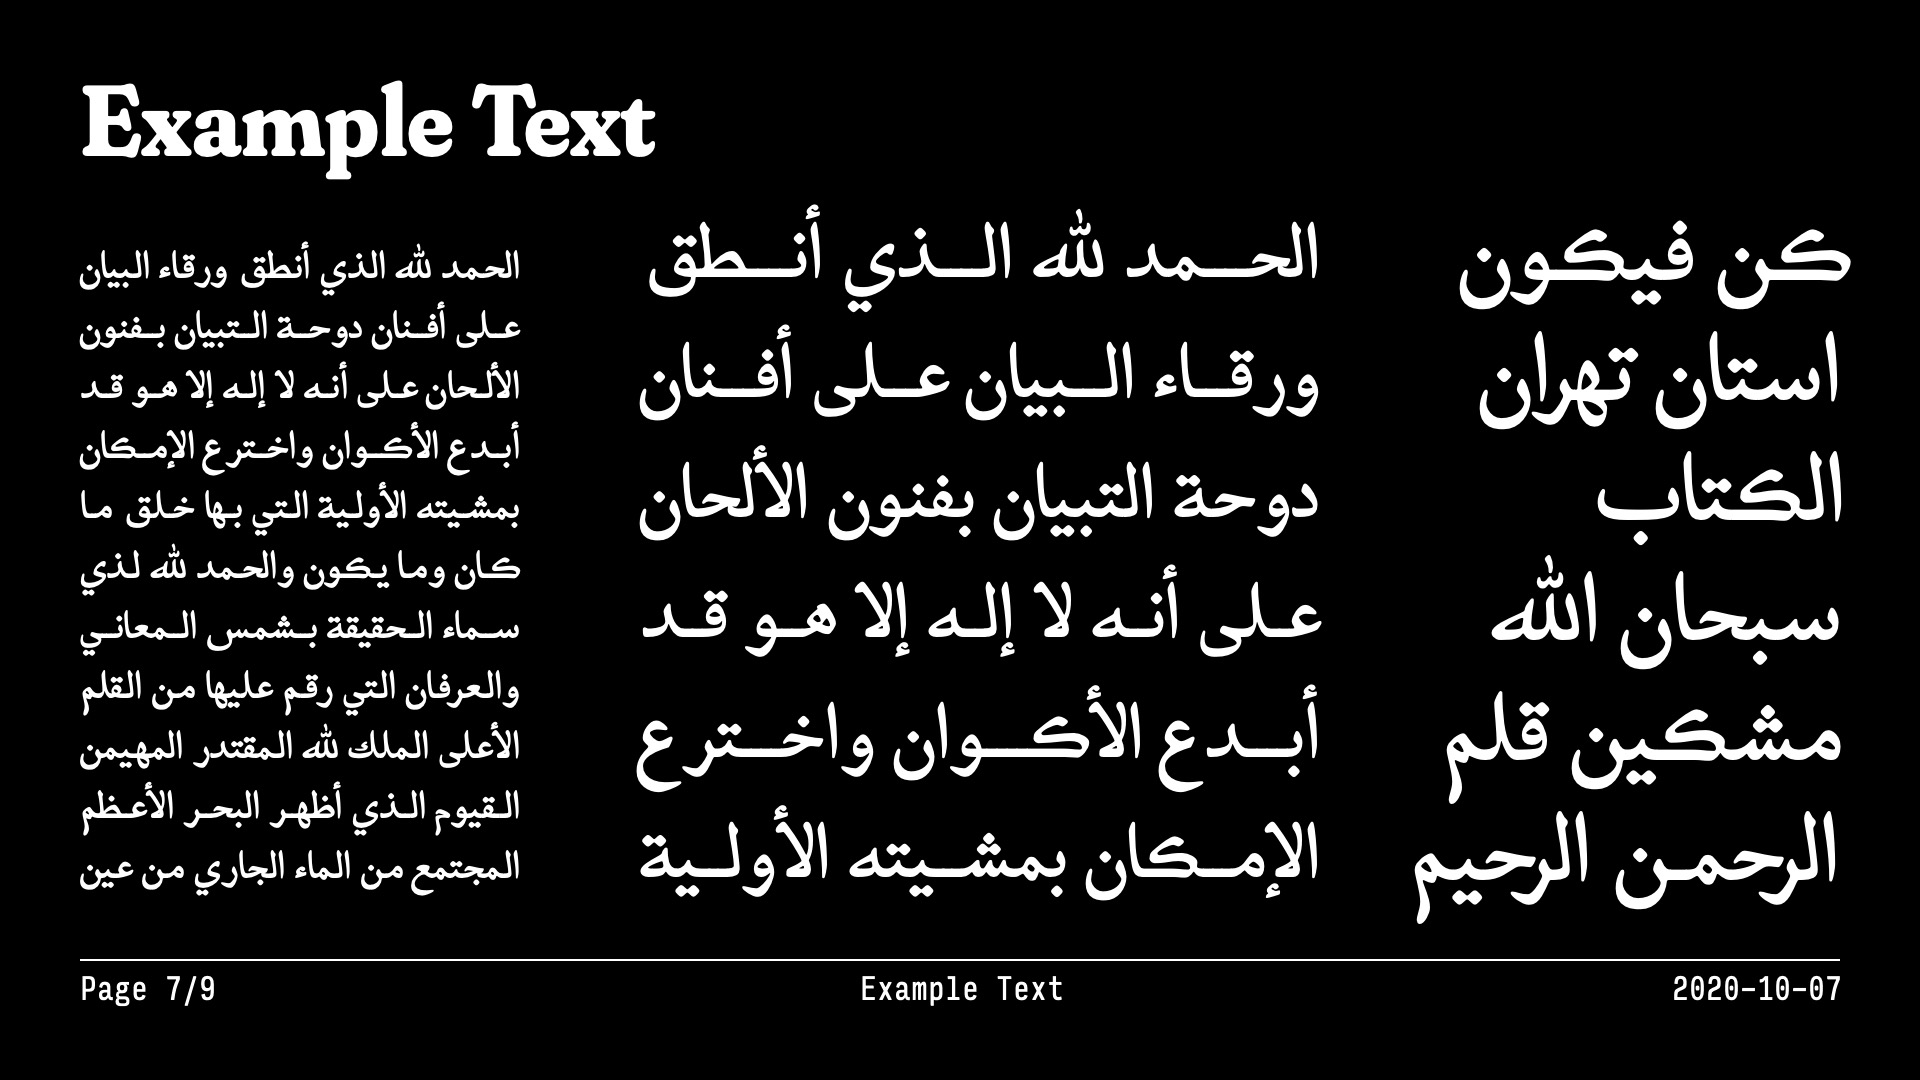 Example Text
كن فيكون
استان تهران
الكتاب
سبحان الله
مشكين قلم
الرحمن الرحيم
الحمد لله الذي أنطق
ورقاء البيان على أفنان
دوحة التبيان بفنون الألحان
على أنه لا إله إلا هو قد
أبدع الأكوان واخترع
الإمكان بمشيته الأولية
الحمد لله الذي أنطق ورقاء البيان
على أفنان دوحة التبيان بفنون
الألحان على أنه لا إله إلا هو قد
أبدع الأكوان واخترع الإمكان
بمشيته الأولية التي بها خلق ما
كان وما يكون والحمد لله لذي
سماء الحقيقة بشمس المعاني
والعرفان التي رقم عليها من القلم
الأعلى الملك لله المقتدر المهيمن
القيوم الذي أظهر البحر الأعظم
المجتمع من الماء الجاري من عين
Page 7/9
Example Text
2020-10-07